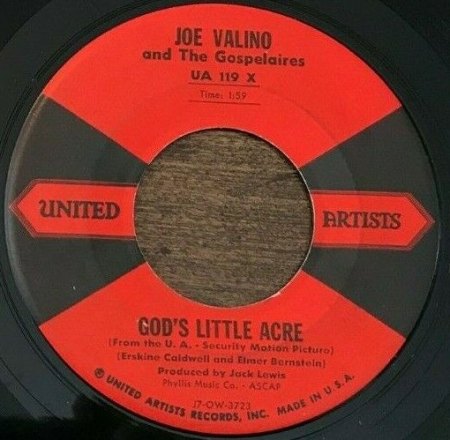 JOE VALINO
and The Gospelaires
UA 119 X
Time: 1:59
UNITED ARTISTS
GOD'S LITTLE ACRE
(From the U.A. - Security Motion Picture)
(Erskine Caldwell and Elmer Bernstein)
Produced by Jack Lewis
Phyllis Music Co. - ASCAP
J7-OW-3723
© UNITED ARTISTS RECORDS, INC. MADE IN U.S.A.